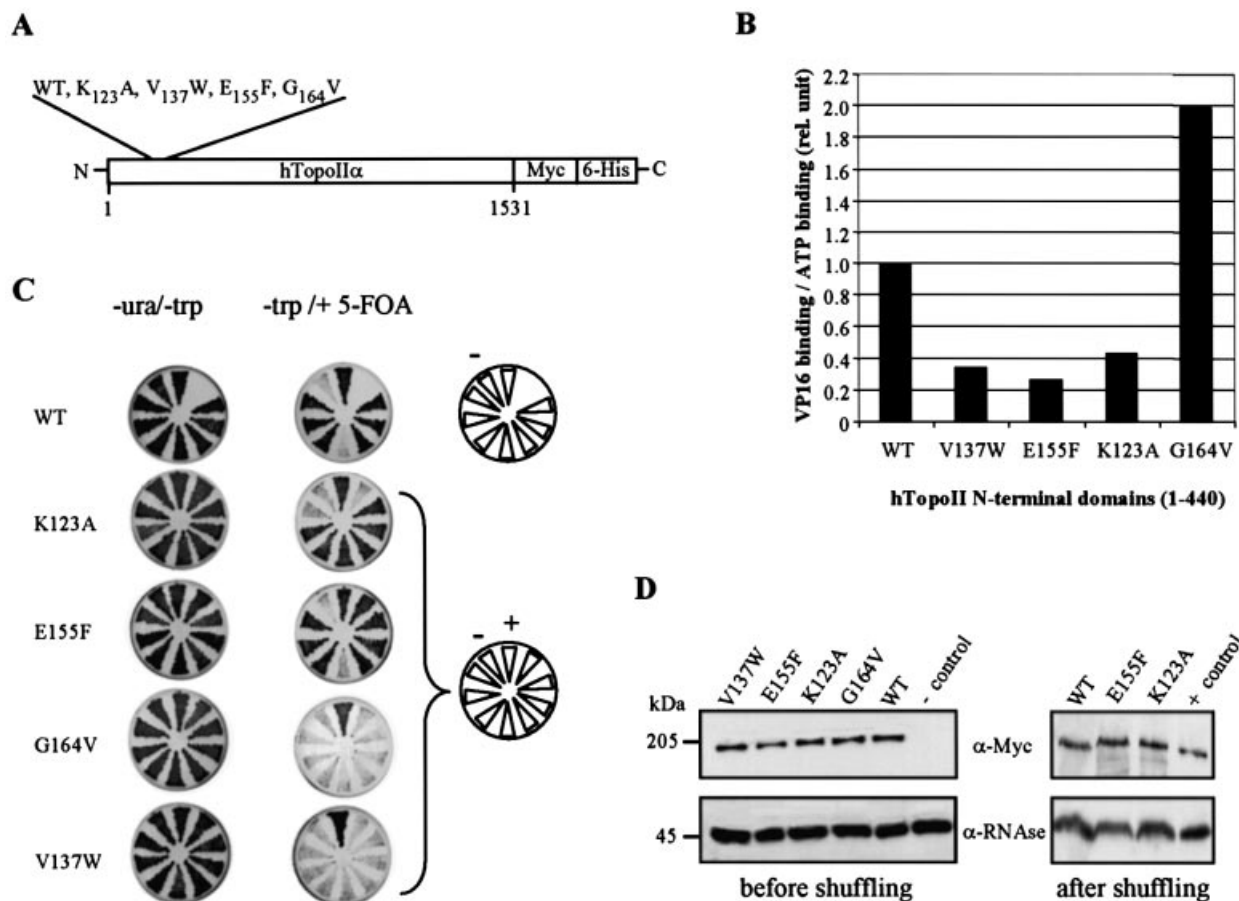 A
WT, K123A, V137W, E155F, G164V
N
hTopoIIα
Myc
6-His
C
1
1531
B
VP16 binding / ATP binding (rel. unit)
2.2
2.0
1.8
1.6
1.4
1.2
1.0
0.8
0.6
0.4
0.2
0
WT
V137W
E155F
K123A
G164V
hTopoII N-terminal domains (1-440)
C
-ura/-trp
-trp /+ 5-FOA
-
WT
K123A
E155F
- +
G164V
V137W
D
V137W
E155F
K123A
G164V
WT
- control
WT
E155F
K123A
+ control
kDa
205
α-Myc
45
α-RNAse
before shuffling
after shuffling